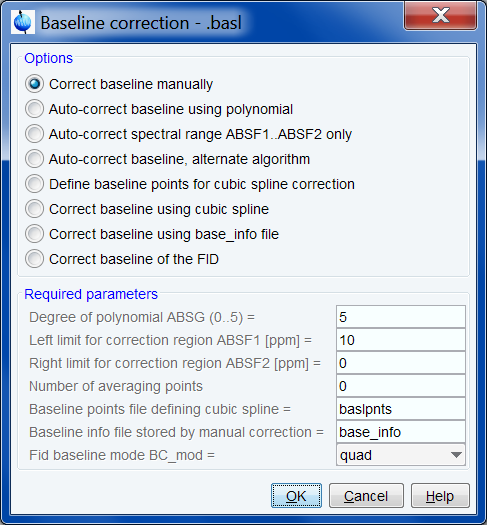 Baseline correction - .basl
Options
Correct baseline manually
Auto-correct baseline using polynomial
Auto-correct spectral range ABSF1..ABSF2 only
Auto-correct baseline, alternate algorithm
Define baseline points for cubic spline correction
Correct baseline using cubic spline
Correct baseline using base_info file
Correct baseline of the FID
Required parameters
Degree of polynomial ABSG (0..5) = 5
Left limit for correction region ABSF1 [ppm] = 10
Right limit for correction region ABSF2 [ppm] = 0
Number of averaging points 0
Baseline points file defining cubic spline = baslpnts
Baseline info file stored by manual correction = base_info
Fid baseline mode BC_mod = quad
OK Cancel Help